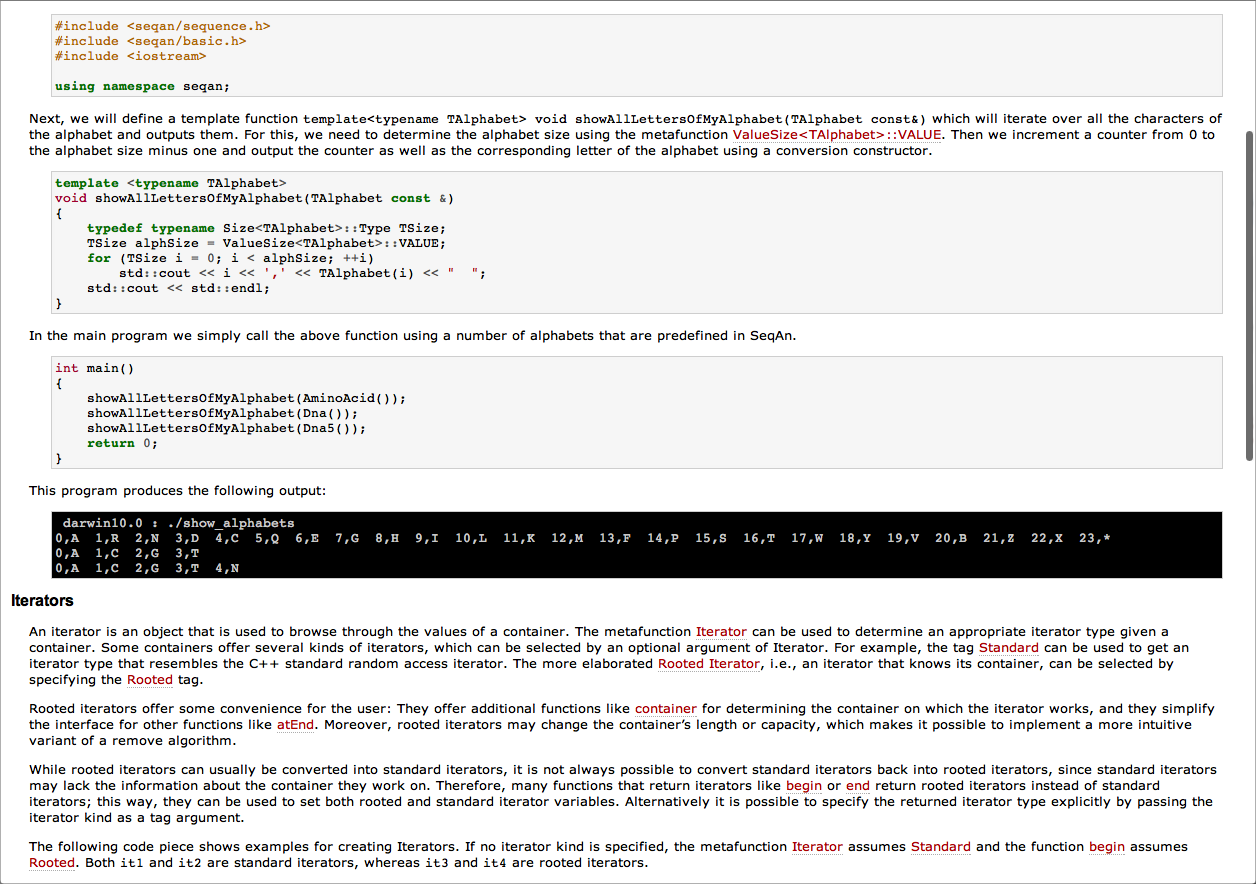 #include <seqan/sequence.h>
#include <seqan/basic.h>
#include <iostream>
using namespace seqan;
Next, we will define a template function template<typename TAlphabet> void showAllLettersOfMyAlphabet(TAlphabet const&) which will iterate over all the characters of
the alphabet and outputs them. For this, we need to determine the alphabet size using the metafunction ValueSize<TAlphabet>::VALUE. Then we increment a counter from 0 to
the alphabet size minus one and output the counter as well as the corresponding letter of the alphabet using a conversion constructor.
template <typename TAlphabet>
void showAllLettersOfMyAlphabet(TAlphabet const &)
{
    typedef typename Size<TAlphabet>::Type TSize;
    TSize alphSize = ValueSize<TAlphabet>::VALUE;
    for (TSize i = 0; i < alphSize; ++i)
        std::cout << i << ',' << TAlphabet(i) << "  ";
    std::cout << std::endl;
}
In the main program we simply call the above function using a number of alphabets that are predefined in SeqAn.
int main()
{
    showAllLettersOfMyAlphabet(AminoAcid());
    showAllLettersOfMyAlphabet(Dna());
    showAllLettersOfMyAlphabet(Dna5());
    return 0;
}
This program produces the following output:
darwin10.0 : ./show_alphabets
0,A  1,R  2,N  3,D  4,C  5,Q  6,E  7,G  8,H  9,I  10,L  11,K  12,M  13,F  14,P  15,S  16,T  17,W  18,Y  19,V  20,B  21,Z  22,X  23,*
0,A  1,C  2,G  3,T
0,A  1,C  2,G  3,T  4,N
Iterators
An iterator is an object that is used to browse through the values of a container. The metafunction Iterator can be used to determine an appropriate iterator type given a
container. Some containers offer several kinds of iterators, which can be selected by an optional argument of Iterator. For example, the tag Standard can be used to get an
iterator type that resembles the C++ standard random access iterator. The more elaborated Rooted Iterator, i.e., an iterator that knows its container, can be selected by
specifying the Rooted tag.
Rooted iterators offer some convenience for the user: They offer additional functions like container for determining the container on which the iterator works, and they simplify
the interface for other functions like atEnd. Moreover, rooted iterators may change the container’s length or capacity, which makes it possible to implement a more intuitive
variant of a remove algorithm.
While rooted iterators can usually be converted into standard iterators, it is not always possible to convert standard iterators back into rooted iterators, since standard iterators
may lack the information about the container they work on. Therefore, many functions that return iterators like begin or end return rooted iterators instead of standard
iterators; this way, they can be used to set both rooted and standard iterator variables. Alternatively it is possible to specify the returned iterator type explicitly by passing the
iterator kind as a tag argument.
The following code piece shows examples for creating Iterators. If no iterator kind is specified, the metafunction Iterator assumes Standard and the function begin assumes
Rooted. Both it1 and it2 are standard iterators, whereas it3 and it4 are rooted iterators.